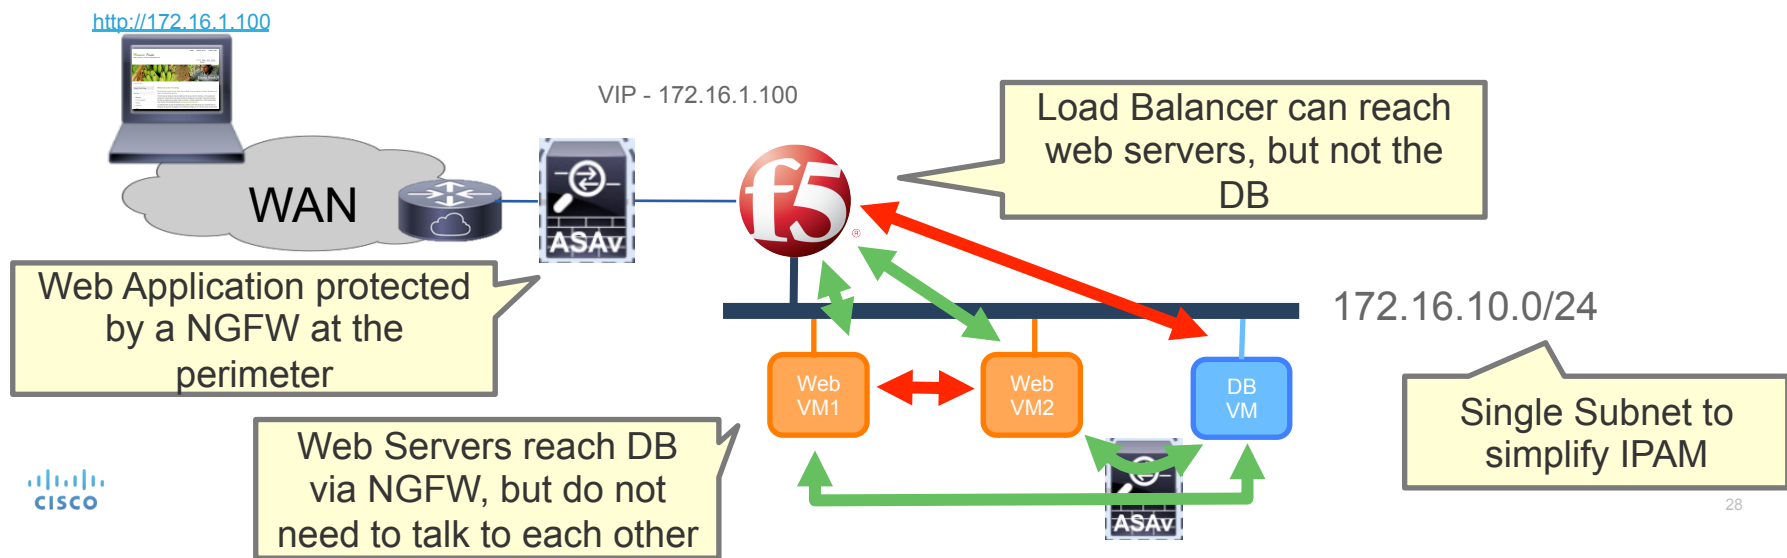 http://172.16.1.100
VIP - 172.16.1.100
Load Balancer can reach
web servers, but not the
DB
WAN
ASAv
f5
®
Web Application protected
by a NGFW at the
perimeter
172.16.10.0/24
Web
VM1
Web
VM2
DB
VM
Single Subnet to
simplify IPAM
Web Servers reach DB
via NGFW, but do not
need to talk to each other
ASAv
CISCO
28